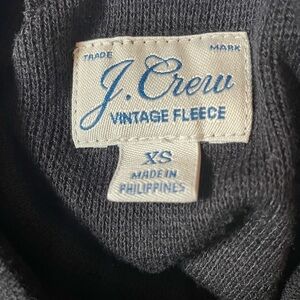 TRADE MARK
J. Crew
VINTAGE FLEECE
XS
MADE IN
PHILIPPINES